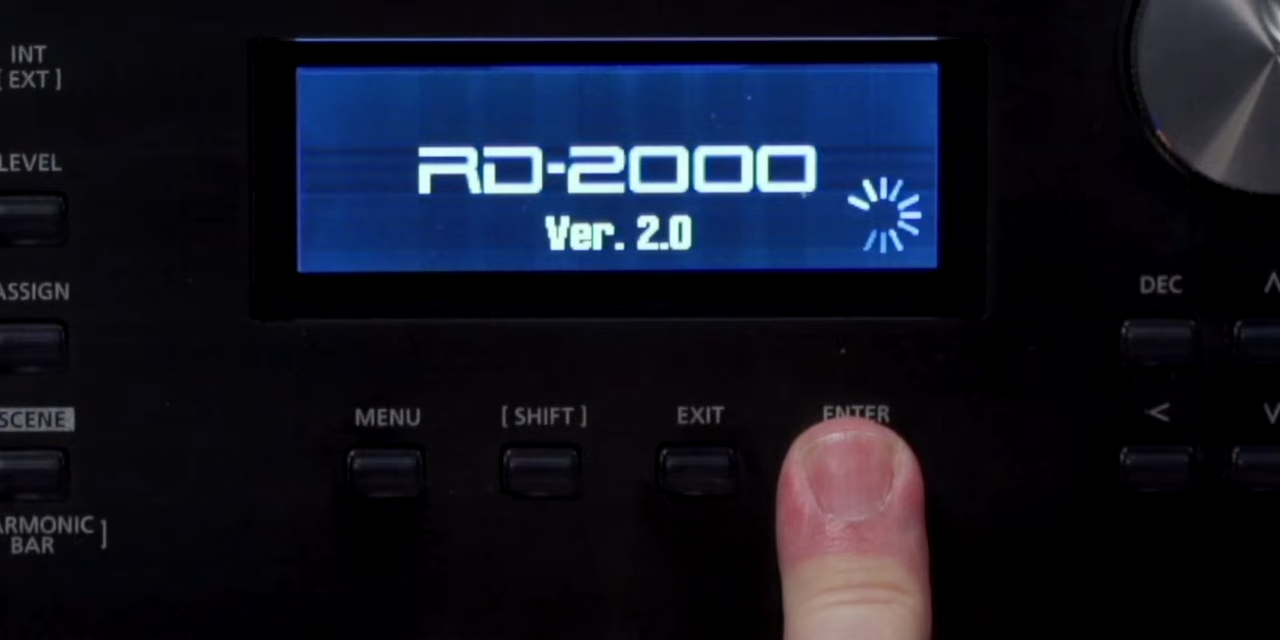 INT
[ EXT ]
LEVEL
ASSIGN
SCENE
ARMONIC ]
BAR
RD-2000
Ver. 2.0
MENU
[ SHIFT ]
EXIT
ENTER
DEC